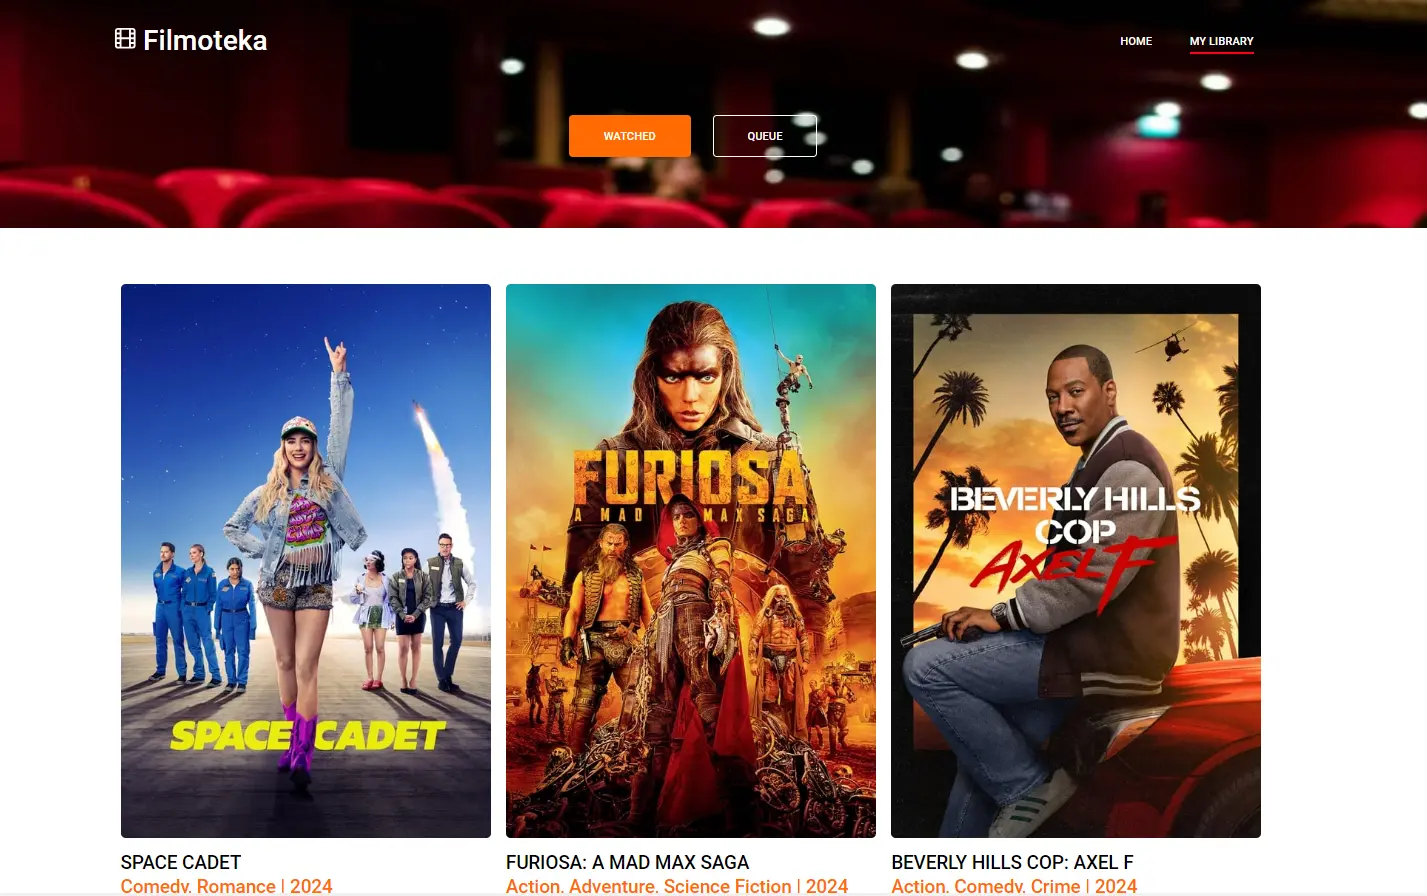 Filmoteka
HOME
MY LIBRARY
WATCHED
QUEUE
SPACE CADET
FURIOSA
A MAD MAX SAGA
BEVERLY HILLS
COP
AXEL F
SPACE CADET
Comedy, Romance | 2024
FURIOSA: A MAD MAX SAGA
Action, Adventure, Science Fiction | 2024
BEVERLY HILLS COP: AXEL F
Action, Comedy, Crime | 2024